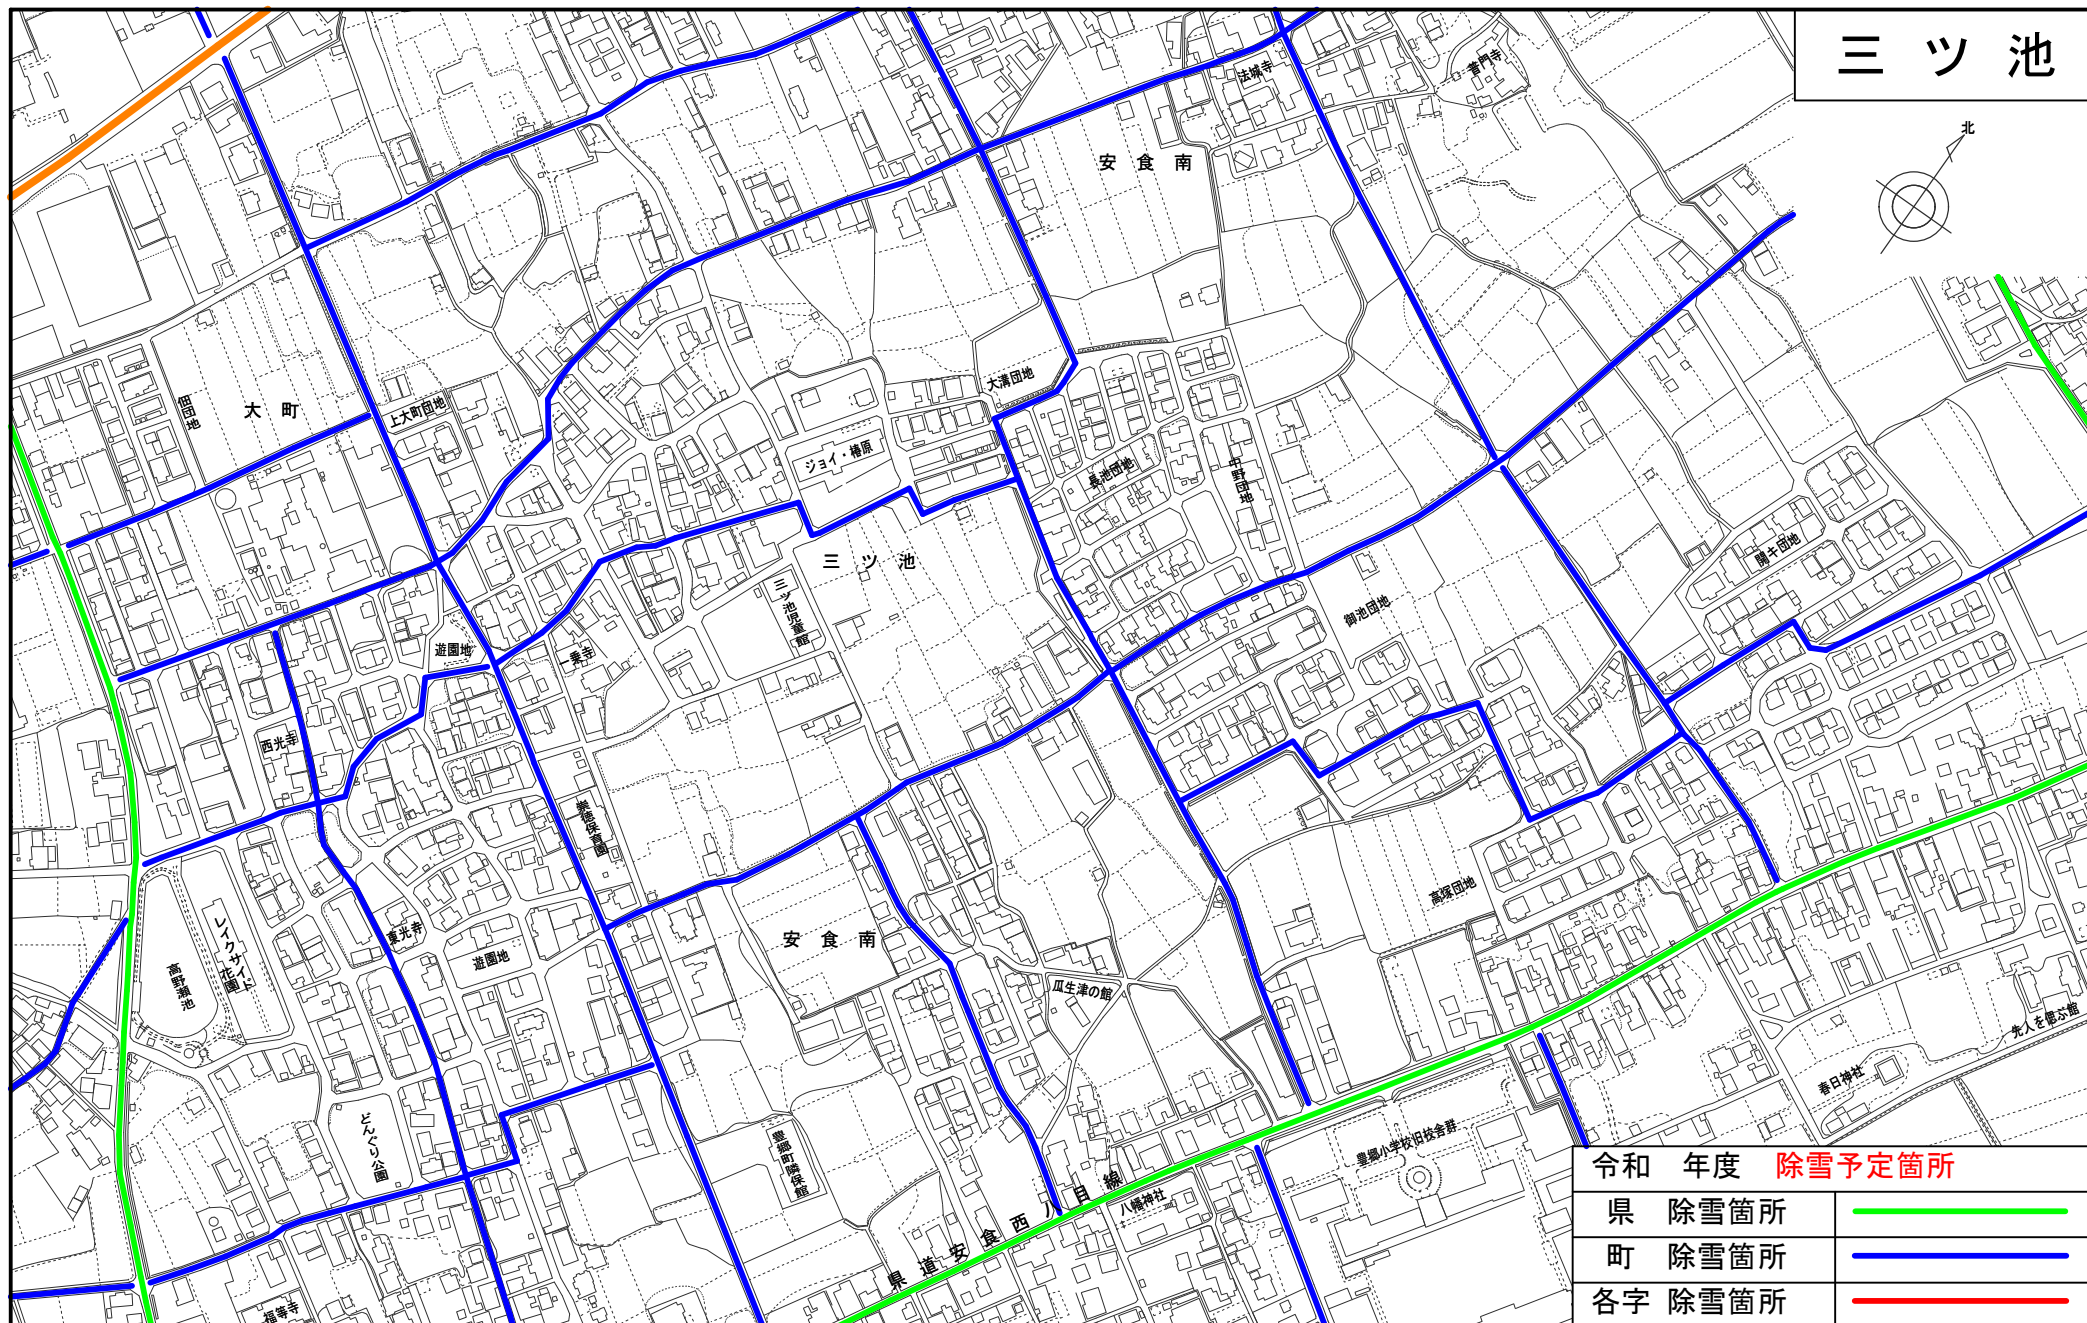 三ツ池
北
法城寺
普門寺
安食南
佃団地
大町
上大町団地
大溝団地
ジョイ・椿原
長池団地
中野団地
三ツ池
三ツ池児童館
開キ団地
御池団地
遊園地
一乗寺
西光寺
崇徳保育園
高塚団地
東光寺
遊園地
安食南
レイクサイド花園
高野瀬池
瓜生津の館
先人を偲ぶ館
春日神社
どんぐり公園
豊郷町隣保館
豊郷小学校旧校舎群
八幡神社
県道安食西八目線
福等寺
令和 年度 除雪予定箇所
県 除雪箇所
町 除雪箇所
各字 除雪箇所